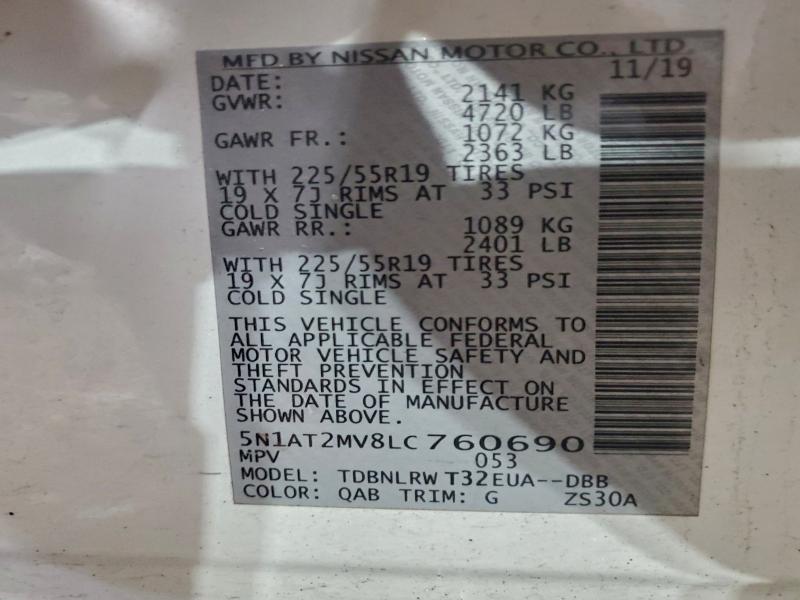 MFD BY NISSAN MOTOR CO., LTD.
DATE: 11/19
GVWR: 2141 KG
4720 LB
GAWR FR.: 1072 KG
2363 LB
WITH 225/55R19 TIRES
19 X 7J RIMS AT 33 PSI
COLD SINGLE
GAWR RR.: 1089 KG
2401 LB
WITH 225/55R19 TIRES
19 X 7J RIMS AT 33 PSI
COLD SINGLE
THIS VEHICLE CONFORMS TO
ALL APPLICABLE FEDERAL
MOTOR VEHICLE SAFETY AND
THEFT PREVENTION
STANDARDS IN EFFECT ON
THE DATE OF MANUFACTURE
SHOWN ABOVE.
5N1AT2MV8LC760690
MPV 053
MODEL: TDBNLRW T32EUA--DBB
COLOR: QAB TRIM: G ZS30A